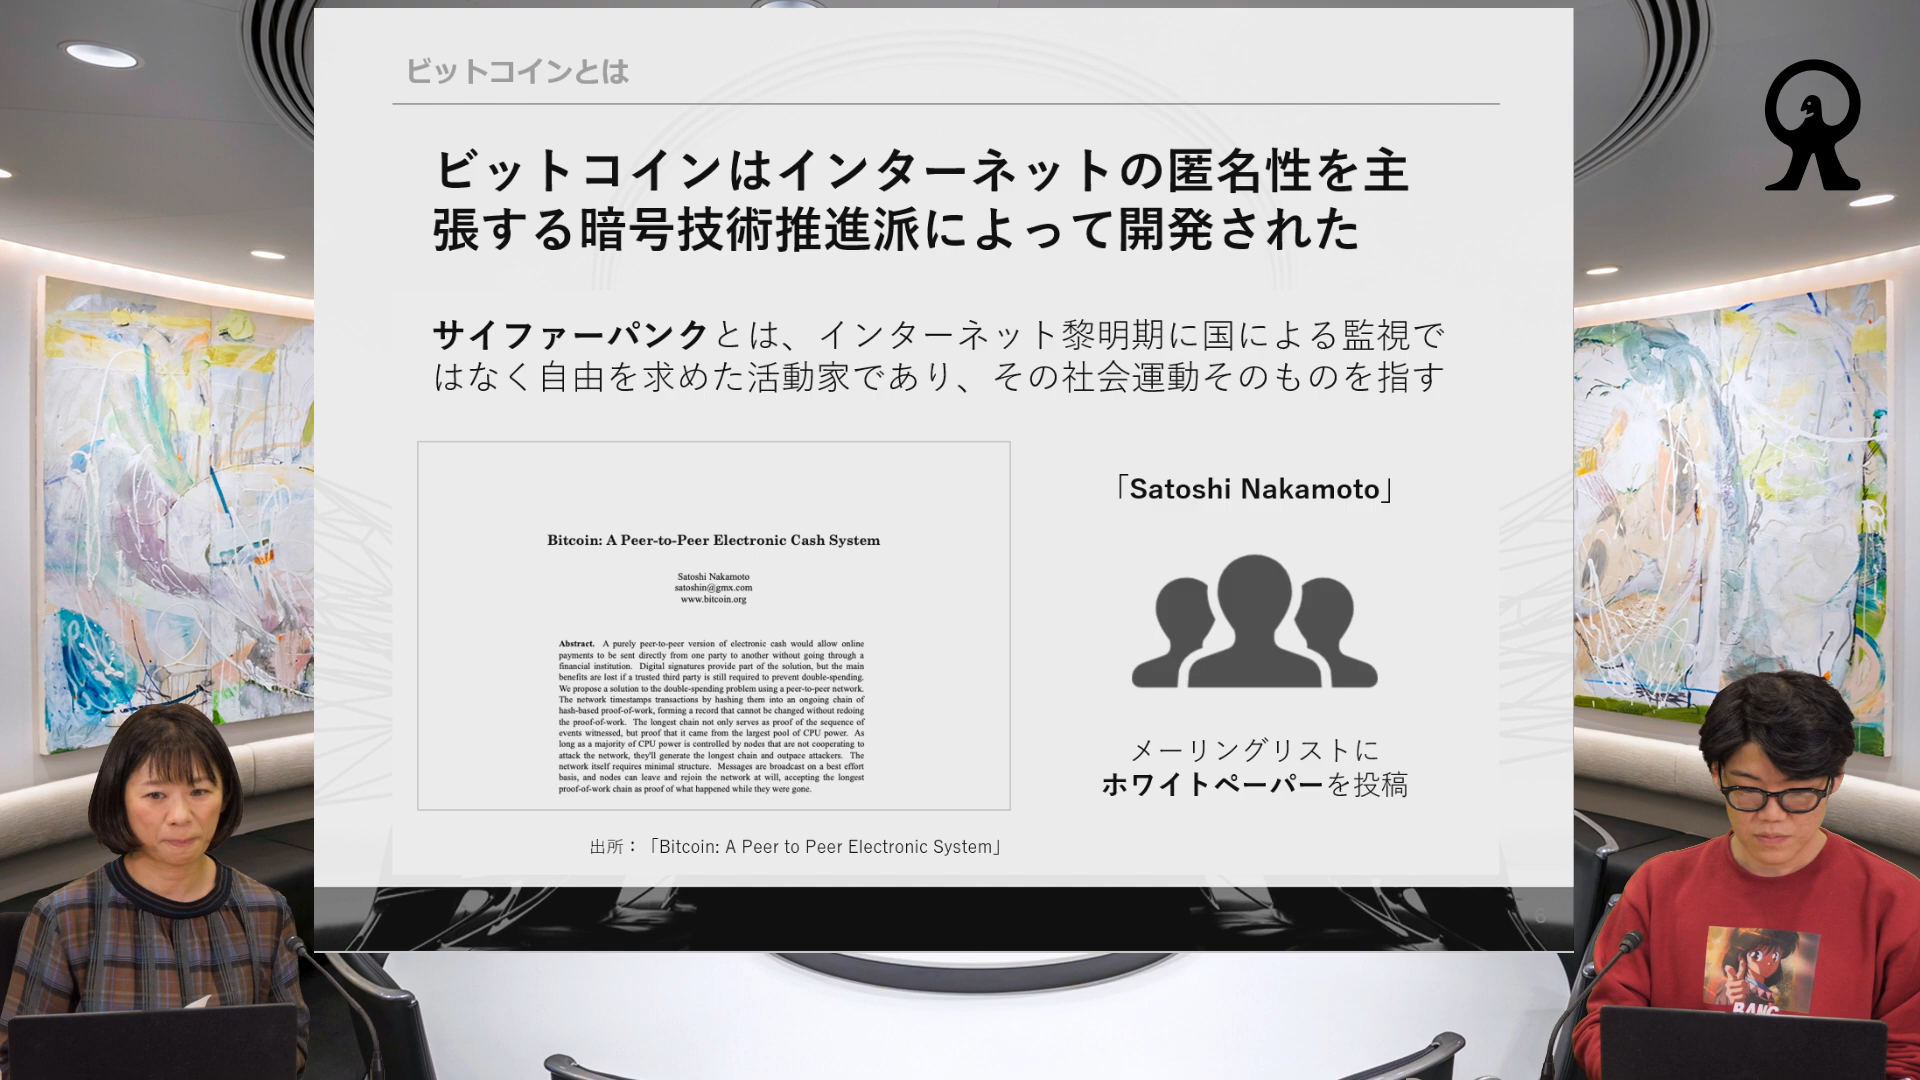 ビットコインとは
ビットコインはインターネットの匿名性を主
張する暗号技術推進派によって開発された
サイファーパンクとは、インターネット黎明期に国による監視で
はなく自由を求めた活動家であり、その社会運動そのものを指す
Bitcoin: A Peer-to-Peer Electronic Cash System
Satoshi Nakamoto
satoshin@gmx.com
www.bitcoin.org
Abstract. A purely peer-to-peer version of electronic cash would allow online
payments to be sent directly from one party to another without going through a
financial institution. Digital signatures provide part of the solution, but the main
benefits are lost if a trusted third party is still required to prevent double-spending.
We propose a solution to the double-spending problem using a peer-to-peer network.
The network timestamps transactions by hashing them into an ongoing chain of
hash-based proof-of-work, forming a record that cannot be changed without redoing
the proof-of-work. The longest chain not only serves as proof of the sequence of
events witnessed, but proof that it came from the largest pool of CPU power. As
long as a majority of CPU power is controlled by nodes that are not cooperating to
attack the network, they'll generate the longest chain and outpace attackers. The
network itself requires minimal structure. Messages are broadcast on a best effort
basis, and nodes can leave and rejoin the network at will, accepting the longest
proof-of-work chain as proof of what happened while they were gone.
出所：「Bitcoin: A Peer to Peer Electronic System」
「Satoshi Nakamoto」
メーリングリストに
ホワイトペーパーを投稿
6
BANG